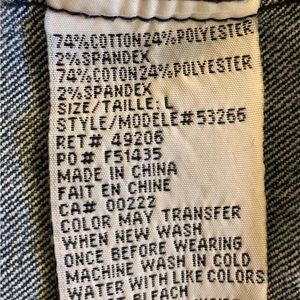 74%COTTON24%POLYESTER
2%SPANDEX
74%COTTON24%POLYESTER
2%SPANDEX
SIZE/TAILLE:L
STYLE/MODELE#53266
RET# 49206
PO# F51435
MADE IN CHINA
FAIT EN CHINE
CA# 00222
COLOR MAY TRANSFER
WHEN NEW WASH
ONCE BEFORE WEARING
MACHINE WASH IN COLD
WATER WITH LIKE COLORS
BLEACH